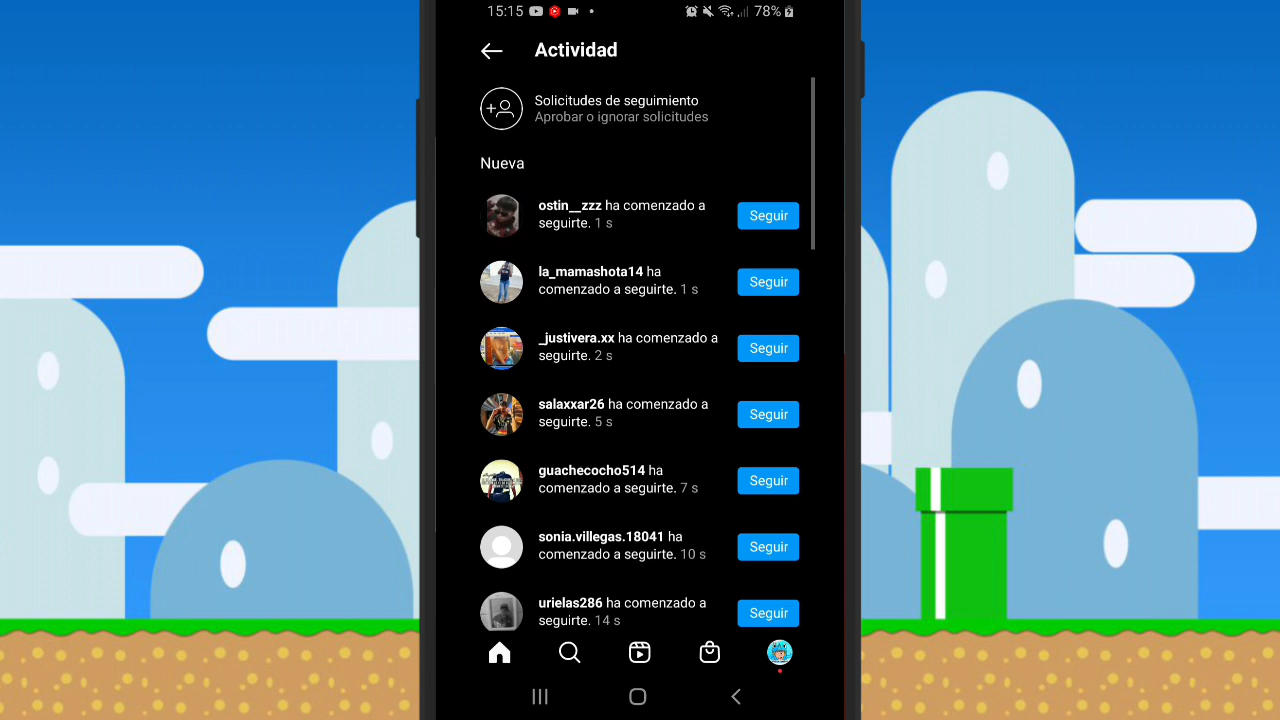 15:15
78%
Actividad
Solicitudes de seguimiento
Aprobar o ignorar solicitudes
Nueva
ostin__zzz ha comenzado a
seguirte. 1 s
Seguir
la_mamashota14 ha
comenzado a seguirte. 1 s
Seguir
_justivera.xx ha comenzado a
seguirte. 2 s
Seguir
salaxxar26 ha comenzado a
seguirte. 5 s
Seguir
guachecocho514 ha
comenzado a seguirte. 7 s
Seguir
sonia.villegas.18041 ha
comenzado a seguirte. 10 s
Seguir
urielas286 ha comenzado a
seguirte. 14 s
Seguir